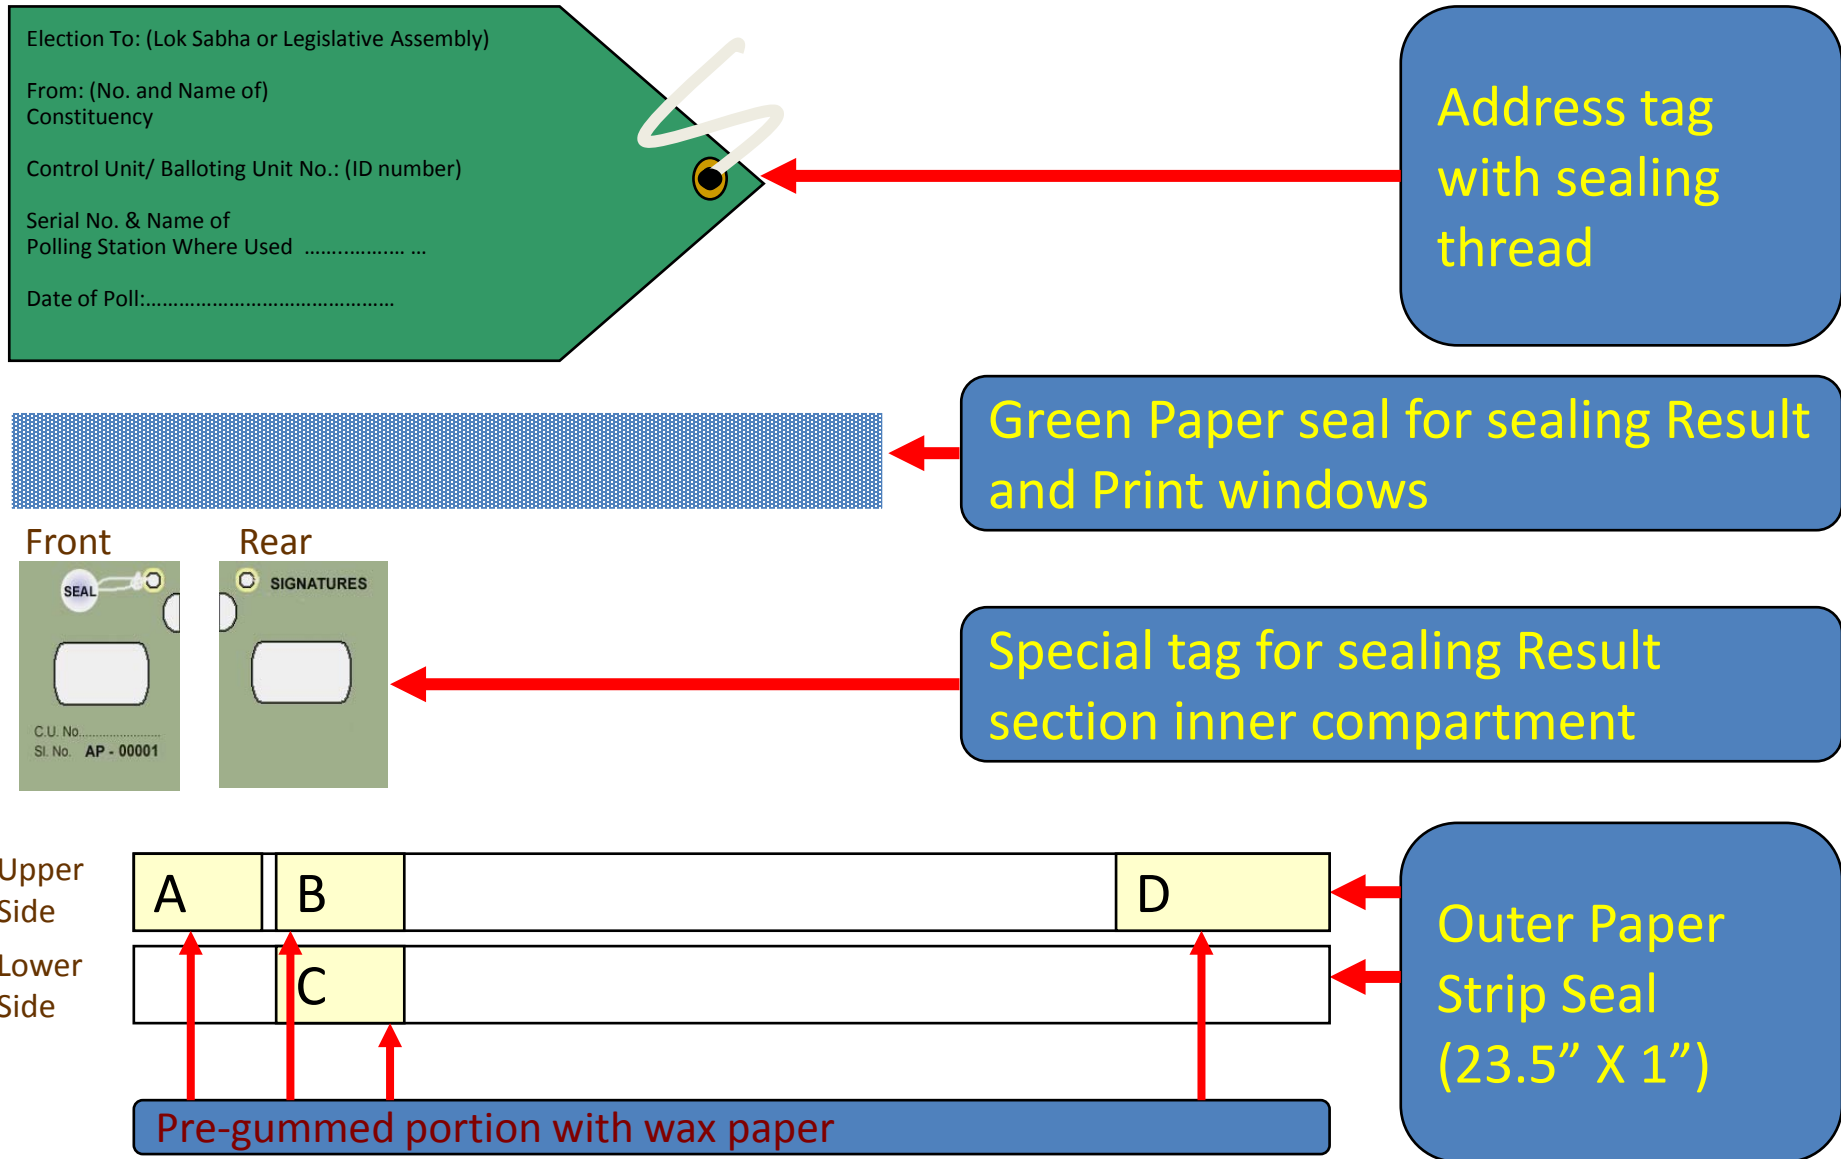 Election To: (Lok Sabha or Legislative Assembly)
From: (No. and Name of)
Constituency
Control Unit/ Balloting Unit No.: (ID number)
Serial No. & Name of
Polling Station Where Used ................... ...
Date of Poll:.............................................
Address tag
with sealing
thread
Green Paper seal for sealing Result
and Print windows
Front
Rear
SEAL
C.U. No.....................
Sl. No. AP - 00001
SIGNATURES
Special tag for sealing Result
section inner compartment
Upper
Side
A
B
D
Lower
Side
C
Outer Paper
Strip Seal
(23.5” X 1”)
Pre-gummed portion with wax paper